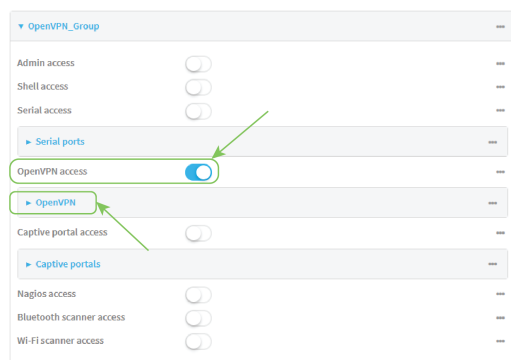 OpenVPN_Group
Admin access
Shell access
Serial access
Serial ports
OpenVPN access
OpenVPN
Captive portal access
Captive portals
Nagios access
Bluetooth scanner access
Wi-Fi scanner access